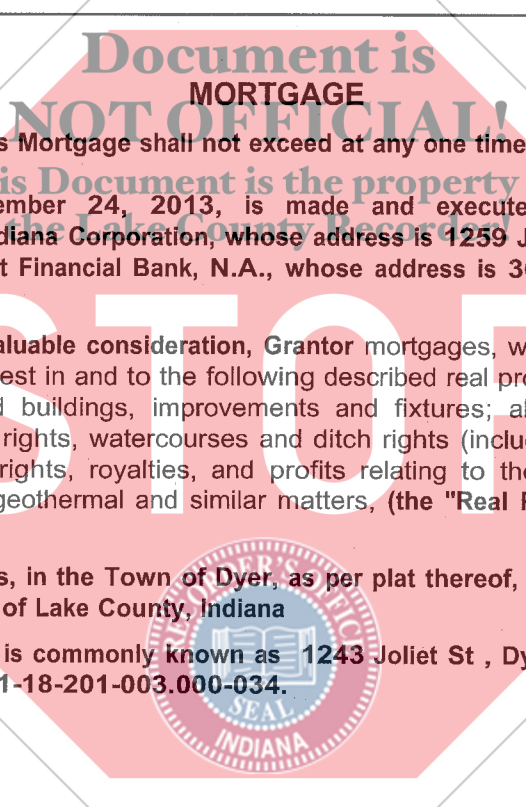 Document is
MORTGAGE
NOT OFFICIAL!
s Mortgage shall not exceed at any one time
is Document is the property
ember 24, 2013, is made and execute
the Lake County Recorder!
diana Corporation, whose address is 1259 J
t Financial Bank, N.A., whose address is 3
STOP
aluable consideration, Grantor mortgages, w
est in and to the following described real pro
d buildings, improvements and fixtures; a
rights, watercourses and ditch rights (inclu
rights, royalties, and profits relating to the
geothermal and similar matters, (the "Real
s, in the Town of Dyer, as per plat thereof,
of Lake County, Indiana
is commonly known as 1243 Joliet St , Dy
1-18-201-003.000-034.
RECORDER'S OFFICE
SEAL
INDIANA